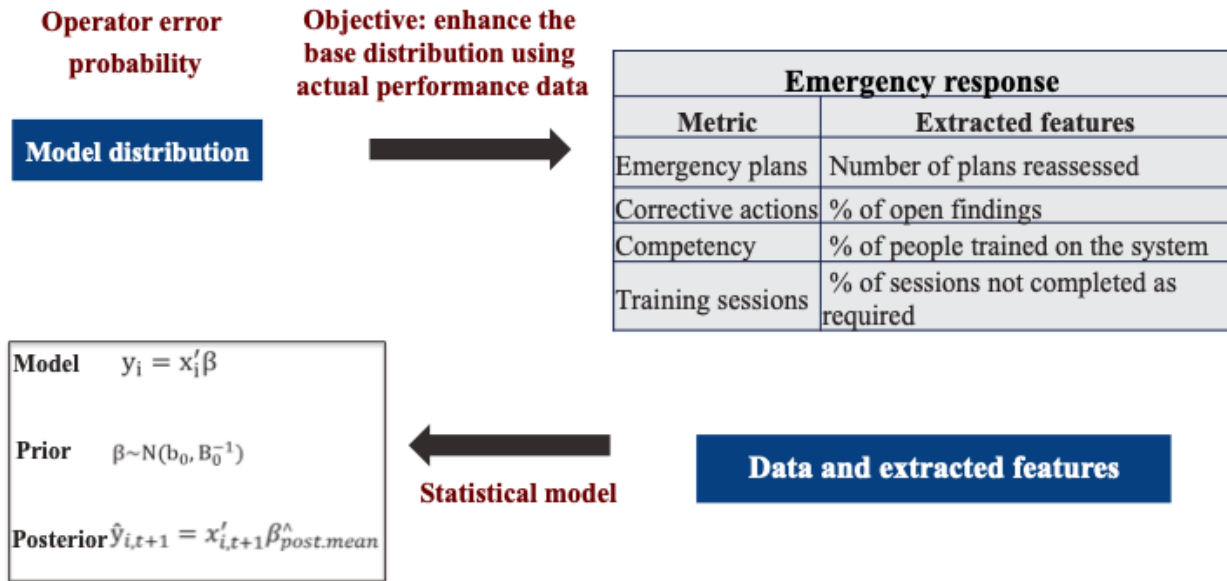 Operator error
probability
Model distribution
Objective: enhance the
base distribution using
actual performance data
Emergency response
Metric Extracted features
Emergency plans Number of plans reassessed
Corrective actions % of open findings
Competency % of people trained on the system
Training sessions % of sessions not completed as
required
Data and extracted features
Statistical model
Model y_i = x'_i β
Prior β~N(b_0, B_0^{-1})
Posterior ŷ_{i,t+1} = x'_{i,t+1} β^_{post.mean}